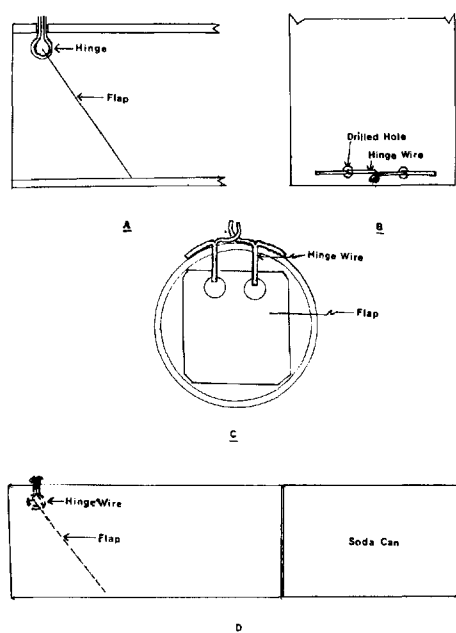 Hinge
Flap
A
Drilled Hole
Hinge Wire
B
Hinge Wire
Flap
C
Hinge Wire
Flap
Soda Can
D